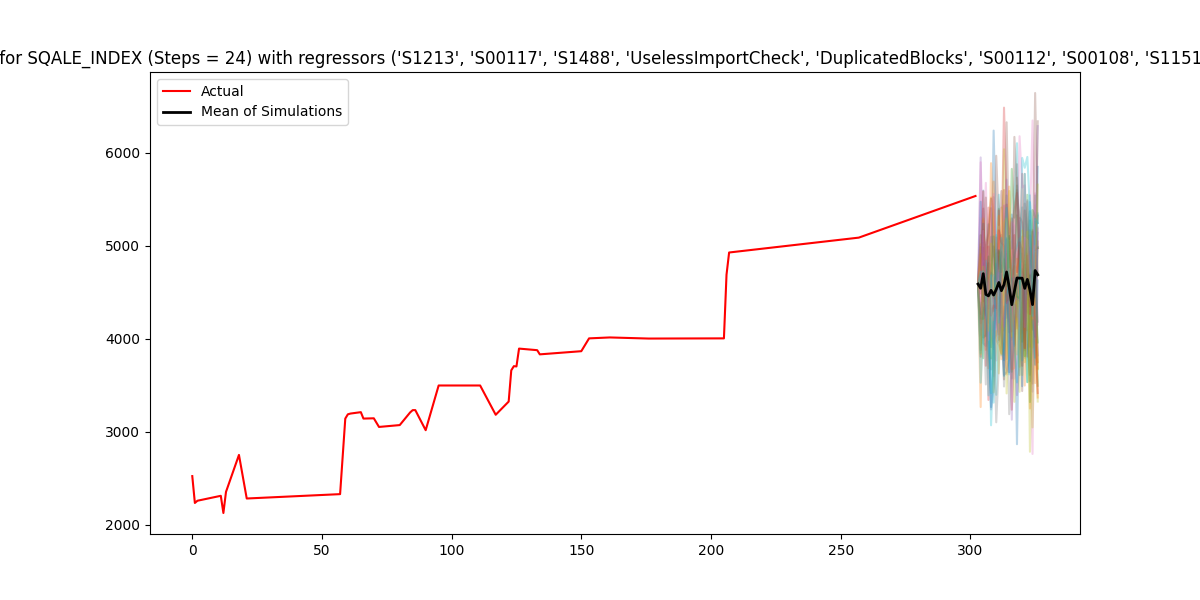 for SQALE_INDEX (Steps = 24) with regressors ('S1213', 'S00117', 'S1488', 'UselessImportCheck', 'DuplicatedBlocks', 'S00112', 'S00108', 'S1151
Actual
Mean of Simulations
6000
5000
4000
3000
2000
0 50 100 150 200 250 300